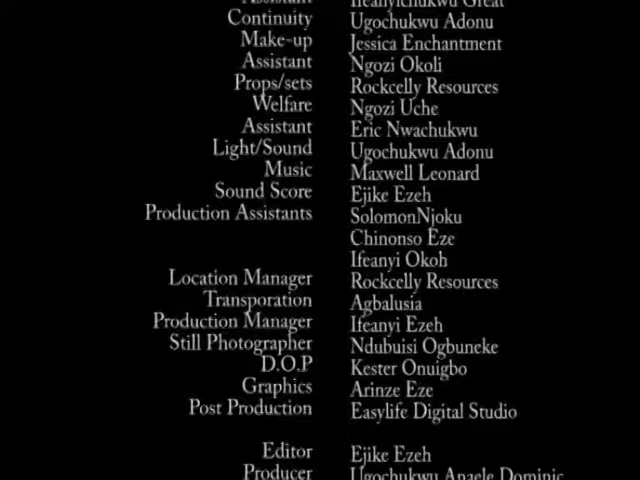 Assistant Ifeanyichukwu Great
Continuity Ugochukwu Adonu
Make-up Jessica Enchantment
Assistant Ngozi Okoli
Props/sets Rockcelly Resources
Welfare Ngozi Uche
Assistant Eric Nwachukwu
Light/Sound Ugochukwu Adonu
Music Maxwell Leonard
Sound Score Ejike Ezeh
Production Assistants SolomonNjoku
Chinonso Eze
Ifeanyi Okoh
Location Manager Rockcelly Resources
Transporation Agbalusia
Production Manager Ifeanyi Ezeh
Still Photographer Ndubuisi Ogbuneke
D.O.P Kester Onuigbo
Graphics Arinze Eze
Post Production Easylife Digital Studio
Editor Ejike Ezeh
Producer Ugochukwu Anaele Dominic